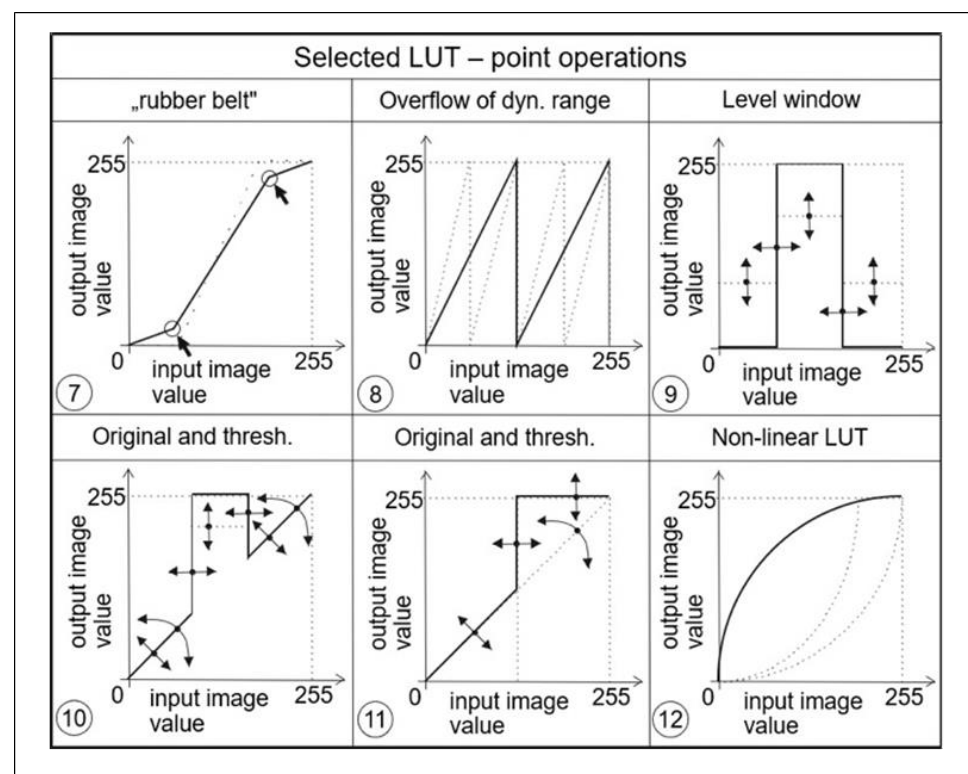 Selected LUT – point operations
„rubber belt"
Overflow of dyn. range
Level window
255
output image
value
0
input image
value
255
7
255
output image
value
0
input image
value
255
8
255
output image
value
0
input image
value
255
9
Original and thresh.
Original and thresh.
Non-linear LUT
255
output image
value
0
input image
value
255
10
255
output image
value
0
input image
value
255
11
255
output image
value
0
input image
value
255
12